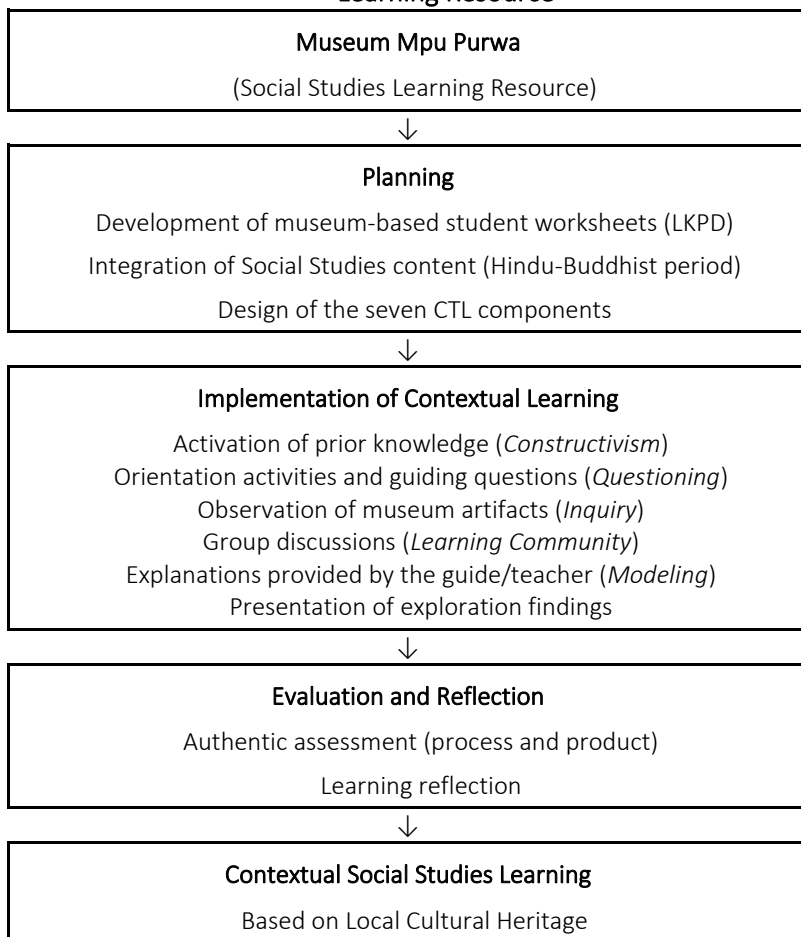 Learning Resource
Museum Mpu Purwa
(Social Studies Learning Resource)
↓
Planning
Development of museum-based student worksheets (LKPD)
Integration of Social Studies content (Hindu-Buddhist period)
Design of the seven CTL components
↓
Implementation of Contextual Learning
Activation of prior knowledge (Constructivism)
Orientation activities and guiding questions (Questioning)
Observation of museum artifacts (Inquiry)
Group discussions (Learning Community)
Explanations provided by the guide/teacher (Modeling)
Presentation of exploration findings
↓
Evaluation and Reflection
Authentic assessment (process and product)
Learning reflection
↓
Contextual Social Studies Learning
Based on Local Cultural Heritage